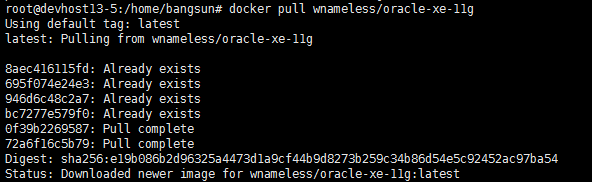 root@devhost13-5:/home/bangsun# docker pull wnameless/oracle-xe-11g
Using default tag: latest
latest: Pulling from wnameless/oracle-xe-11g
8aec416115fd: Already exists
695f074e24e3: Already exists
946d6c48c2a7: Already exists
bc7277e579f0: Already exists
0f39b2269587: Pull complete
72a6f16c5b79: Pull complete
Digest: sha256:e19b086b2d96325a4473d1a9cf44b9d8273b259c34b86d54e5c92452ac97ba54
Status: Downloaded newer image for wnameless/oracle-xe-11g:latest